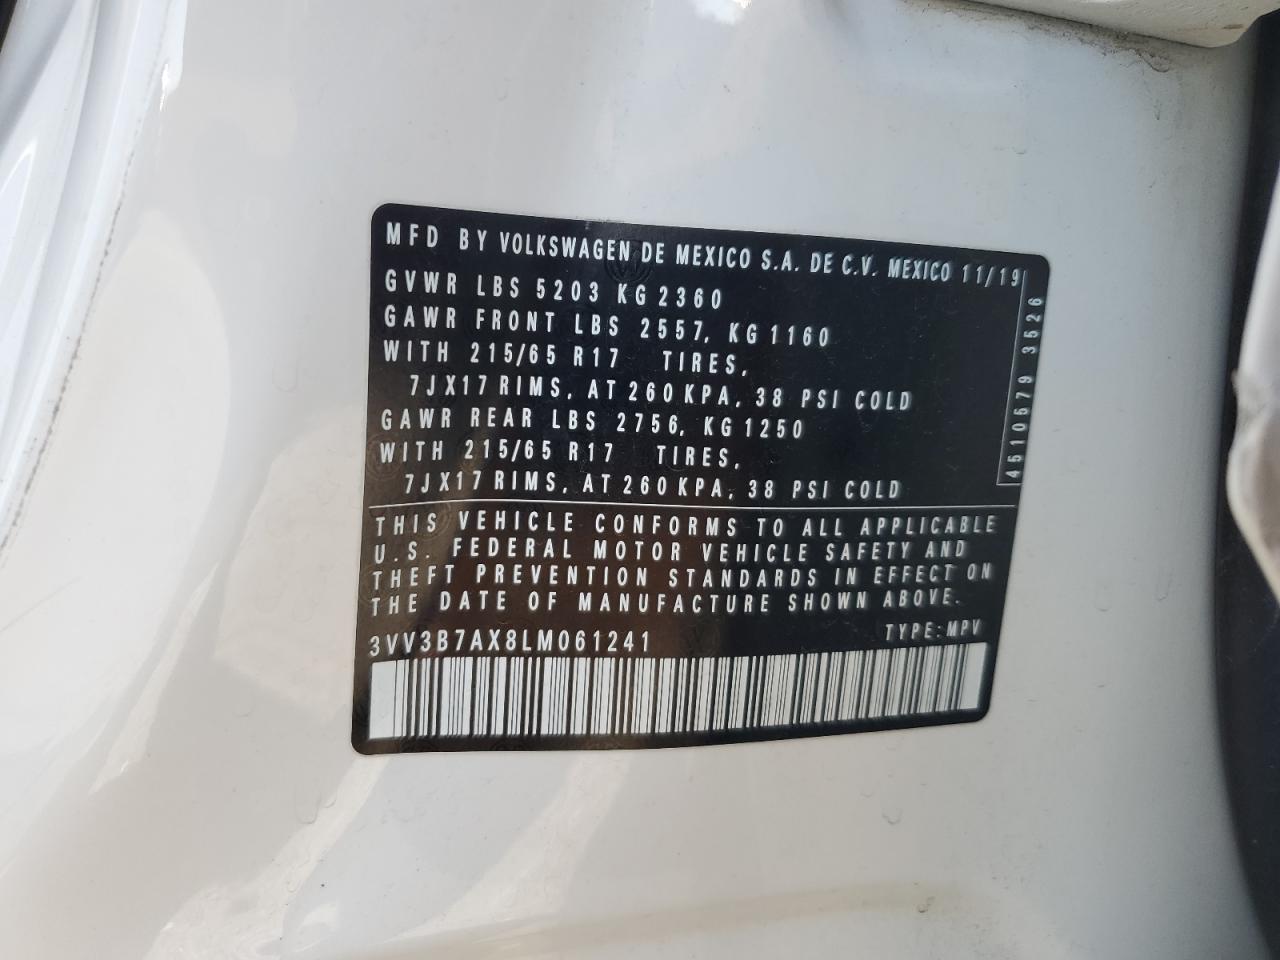 MFD BY VOLKSWAGEN DE MEXICO S.A. DE C.V. MEXICO 11/19
GVWR LBS 5203 KG 2360
GAWR FRONT LBS 2557, KG 1160
WITH 215/65 R17 TIRES,
7JX17 RIMS, AT 260 KPA, 38 PSI COLD
GAWR REAR LBS 2756, KG 1250
WITH 215/65 R17 TIRES,
7JX17 RIMS, AT 260 KPA, 38 PSI COLD
4510679 3526
THIS VEHICLE CONFORMS TO ALL APPLICABLE
U.S. FEDERAL MOTOR VEHICLE SAFETY AND
THEFT PREVENTION STANDARDS IN EFFECT ON
THE DATE OF MANUFACTURE SHOWN ABOVE.
3VV3B7AX8LM061241 TYPE: MPV